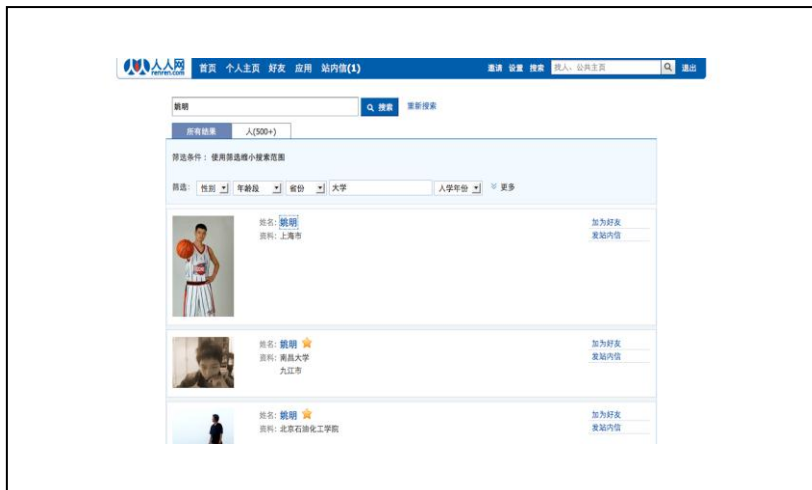 人人网
renren.com
首页 个人主页 好友 应用 站内信(1)
邀请 设置 搜索 找人、公共主页 退出
姚明 搜索 重新搜索
所有结果 人(500+)
筛选条件：使用筛选缩小搜索范围
筛选: 性别 年龄段 省份 大学 入学年份 更多
姓名: 姚明 加为好友
资料: 上海市 发站内信
姓名: 姚明 加为好友
资料: 南昌大学 发站内信
九江市
姓名: 姚明 加为好友
资料: 北京石油化工学院 发站内信